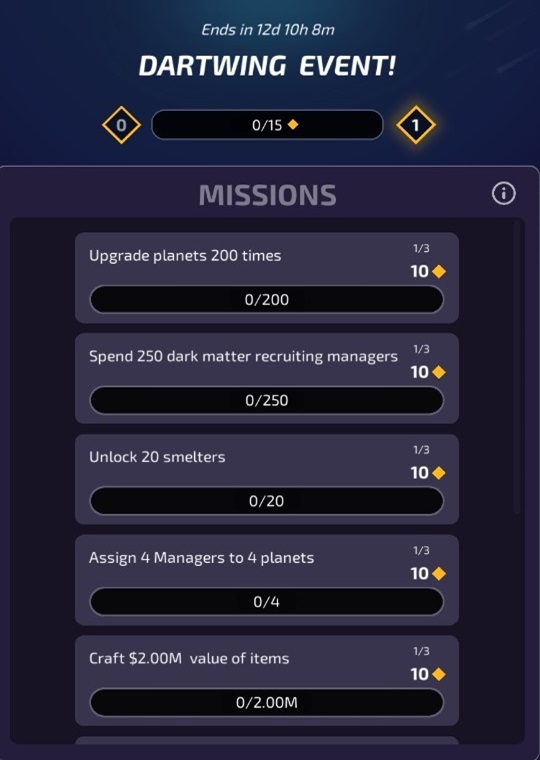 Ends in 12d 10h 8m
DARTWING EVENT!
0
0/15
1
MISSIONS
i
Upgrade planets 200 times
1/3
10
0/200
Spend 250 dark matter recruiting managers
1/3
10
0/250
Unlock 20 smelters
1/3
10
0/20
Assign 4 Managers to 4 planets
1/3
10
0/4
Craft $2.00M value of items
1/3
10
0/2.00M